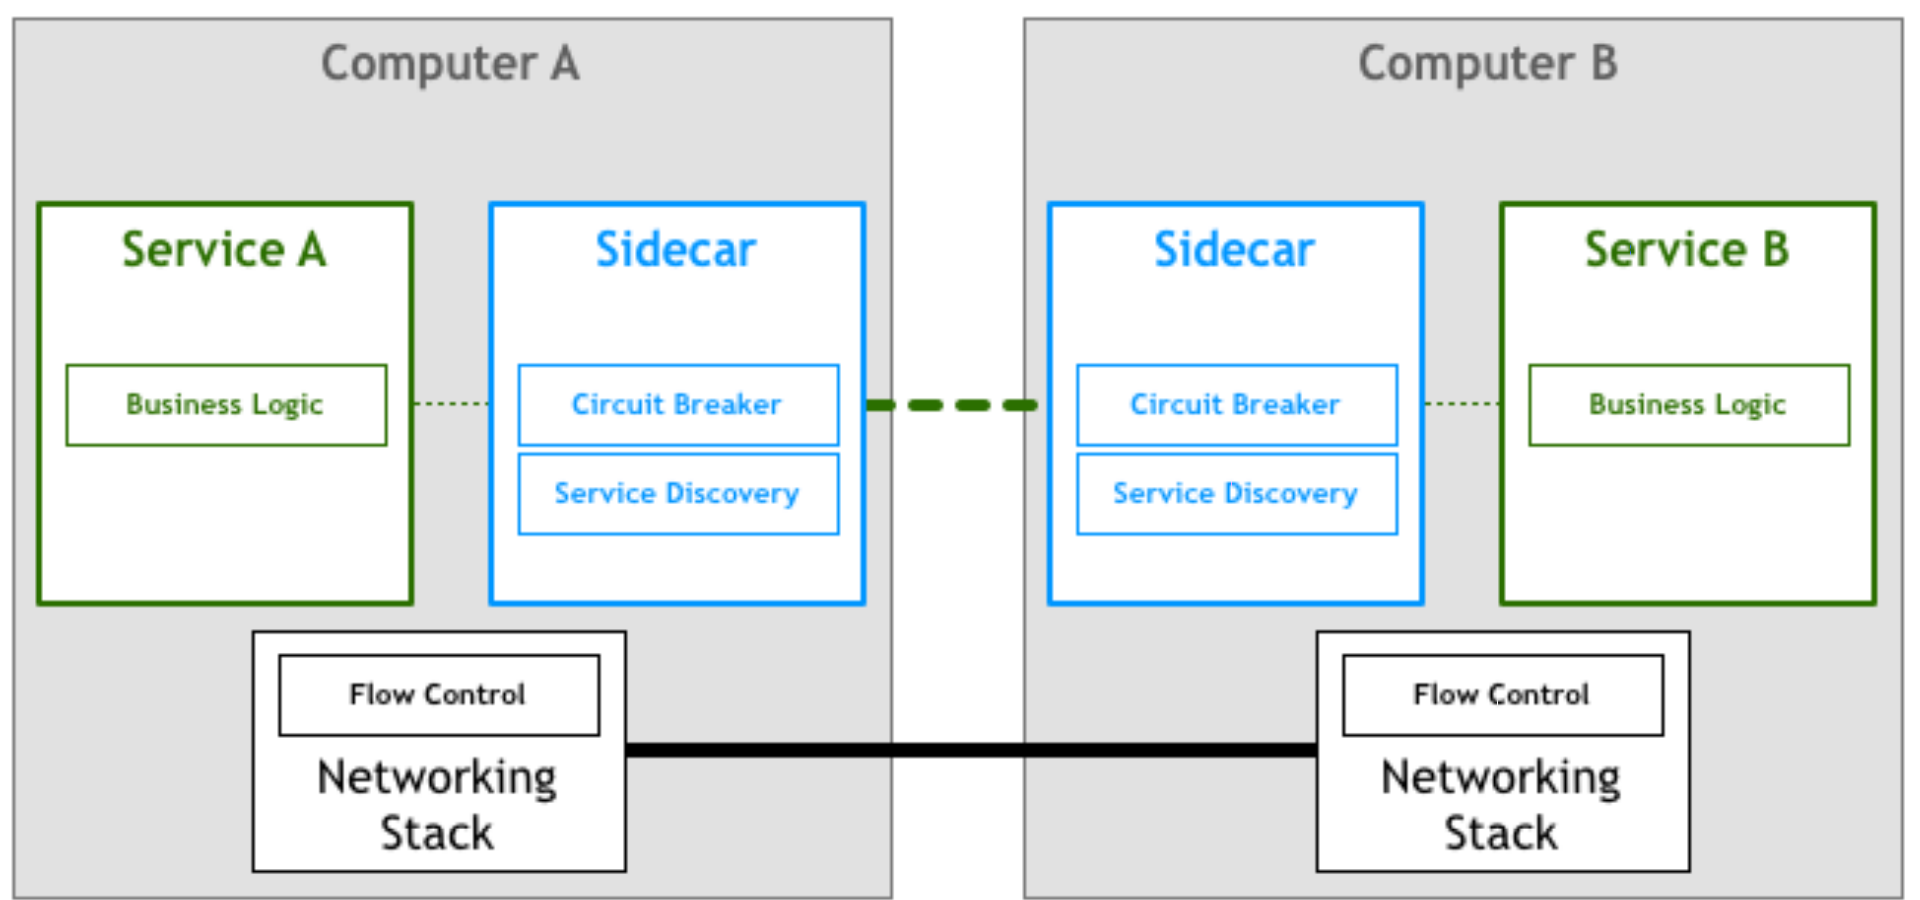 Computer A
Service A
Business Logic
Sidecar
Circuit Breaker
Service Discovery
Flow Control
Networking
Stack
Computer B
Sidecar
Circuit Breaker
Service Discovery
Service B
Business Logic
Flow Control
Networking
Stack